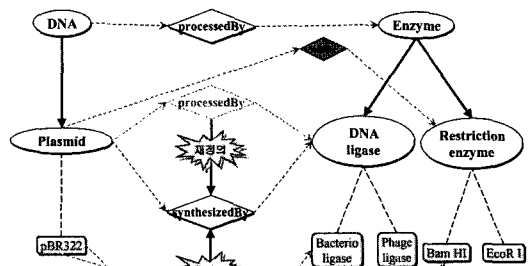 DNA
processedBy
Enzyme
processedBy
Plasmid
재정의
DNA
ligase
Restriction
enzyme
synthesizedBy
pBR322
Bacterio
ligase
Phage
ligase
Bam HI
EcoR I